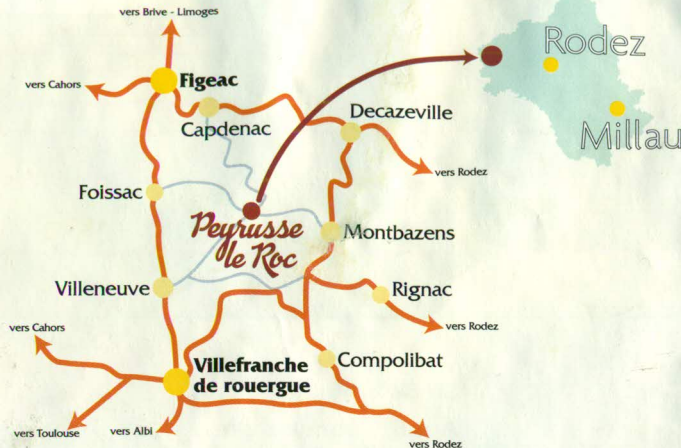 vers Brive - Limoges
Rodez
vers Cahors
Figeac
Capdenac
Decazeville
Millau
vers Rodez
Foissac
Peyrusse
le Roc
Montbazens
Villeneuve
Rignac
vers Cahors
vers Rodez
Villefranche
de rouergue
Compolibat
vers Toulouse
vers Albi
vers Rodez